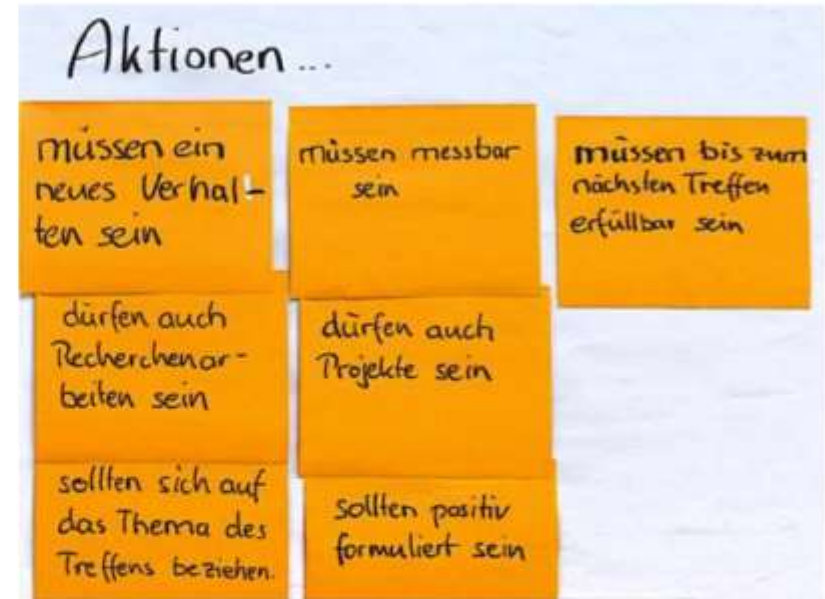 Aktionen...
müssen ein
neues Verhal-
ten sein
müssen messbar
sein
müssen bis zum
nächsten Treffen
erfüllbar sein
dürfen auch
Recherchenar-
beiten sein
dürfen auch
Projekte sein
sollten sich auf
das Thema des
Treffens beziehen.
sollten positiv
formuliert sein